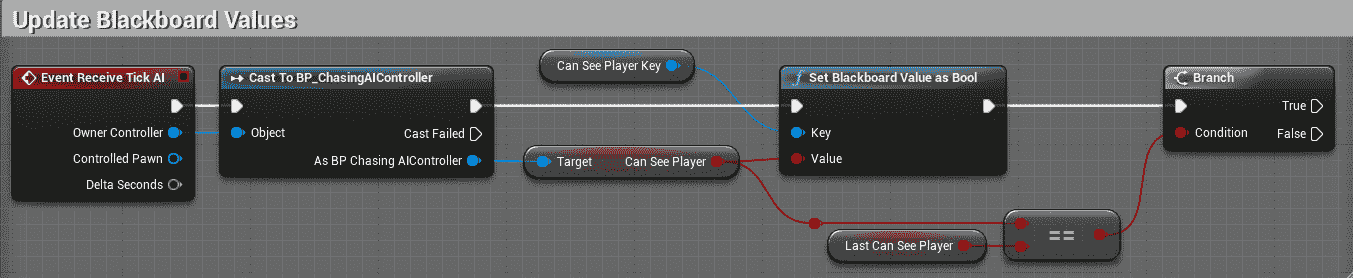 Update Blackboard Values
Event Receive Tick AI
Owner Controller
Controlled Pawn
Delta Seconds
Cast To BP_ChasingAIController
Object
Cast Failed
As BP Chasing AIController
Can See Player Key
Target Can See Player
Set Blackboard Value as Bool
Key
Value
Last Can See Player
==
Branch
True
Condition
False